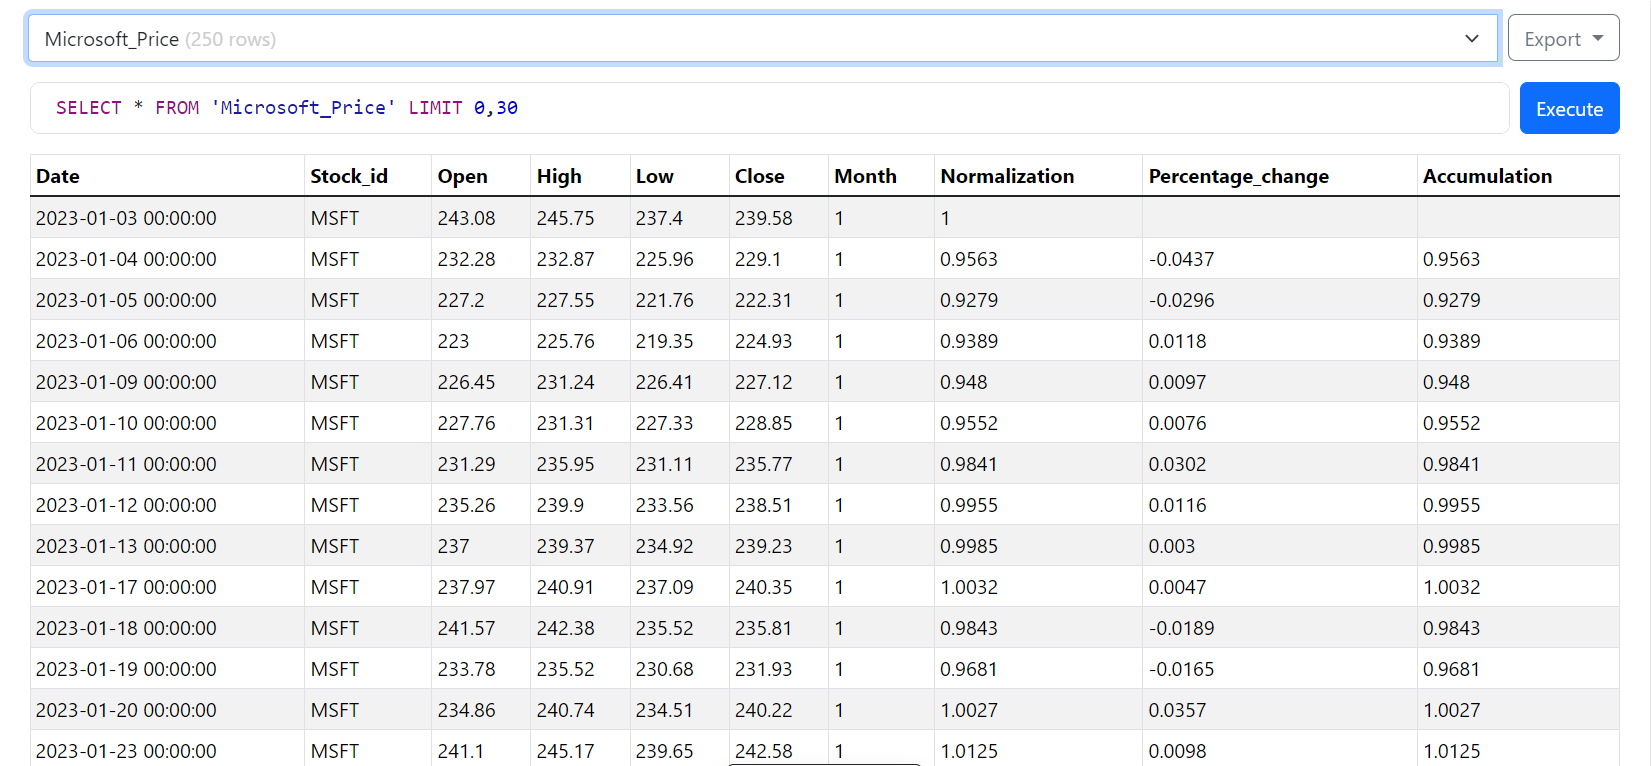 Microsoft_Price (250 rows)
Export
SELECT * FROM 'Microsoft_Price' LIMIT 0,30
Execute
Date Stock_id Open High Low Close Month Normalization Percentage_change Accumulation
2023-01-03 00:00:00 MSFT 243.08 245.75 237.4 239.58 1 1
2023-01-04 00:00:00 MSFT 232.28 232.87 225.96 229.1 1 0.9563 -0.0437 0.9563
2023-01-05 00:00:00 MSFT 227.2 227.55 221.76 222.31 1 0.9279 -0.0296 0.9279
2023-01-06 00:00:00 MSFT 223 225.76 219.35 224.93 1 0.9389 0.0118 0.9389
2023-01-09 00:00:00 MSFT 226.45 231.24 226.41 227.12 1 0.948 0.0097 0.948
2023-01-10 00:00:00 MSFT 227.76 231.31 227.33 228.85 1 0.9552 0.0076 0.9552
2023-01-11 00:00:00 MSFT 231.29 235.95 231.11 235.77 1 0.9841 0.0302 0.9841
2023-01-12 00:00:00 MSFT 235.26 239.9 233.56 238.51 1 0.9955 0.0116 0.9955
2023-01-13 00:00:00 MSFT 237 239.37 234.92 239.23 1 0.9985 0.003 0.9985
2023-01-17 00:00:00 MSFT 237.97 240.91 237.09 240.35 1 1.0032 0.0047 1.0032
2023-01-18 00:00:00 MSFT 241.57 242.38 235.52 235.81 1 0.9843 -0.0189 0.9843
2023-01-19 00:00:00 MSFT 233.78 235.52 230.68 231.93 1 0.9681 -0.0165 0.9681
2023-01-20 00:00:00 MSFT 234.86 240.74 234.51 240.22 1 1.0027 0.0357 1.0027
2023-01-23 00:00:00 MSFT 241.1 245.17 239.65 242.58 1 1.0125 0.0098 1.0125